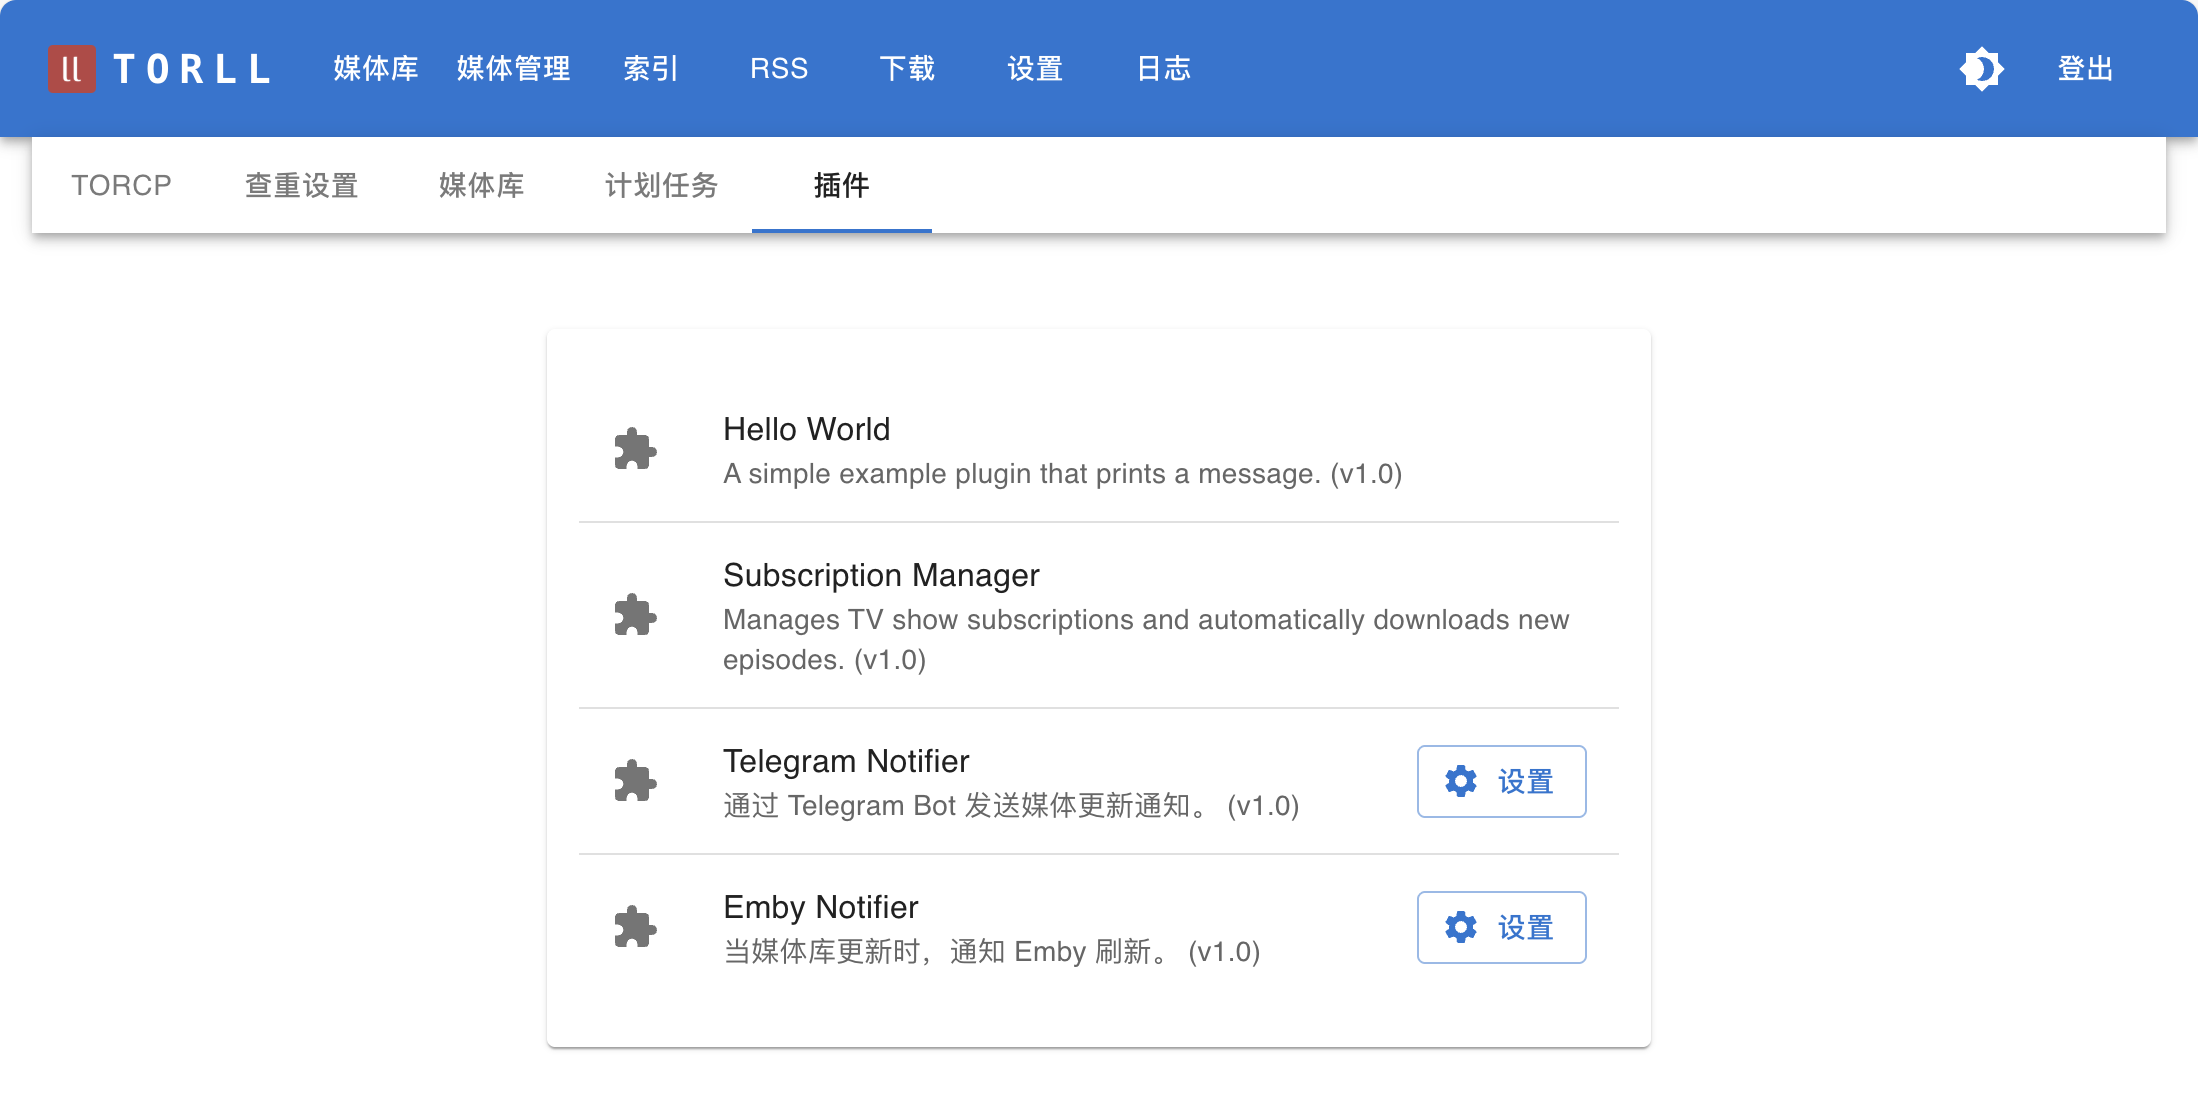 ll TORLL 媒体库 媒体管理 索引 RSS 下载 设置 日志 登出
TORCP 查重设置 媒体库 计划任务 插件
Hello World
A simple example plugin that prints a message. (v1.0)
Subscription Manager
Manages TV show subscriptions and automatically downloads new
episodes. (v1.0)
Telegram Notifier
通过 Telegram Bot 发送媒体更新通知。 (v1.0)
设置
Emby Notifier
当媒体库更新时，通知 Emby 刷新。 (v1.0)
设置